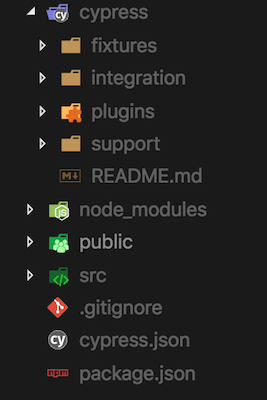 cypress
fixtures
integration
plugins
support
README.md
node_modules
public
src
.gitignore
cypress.json
package.json